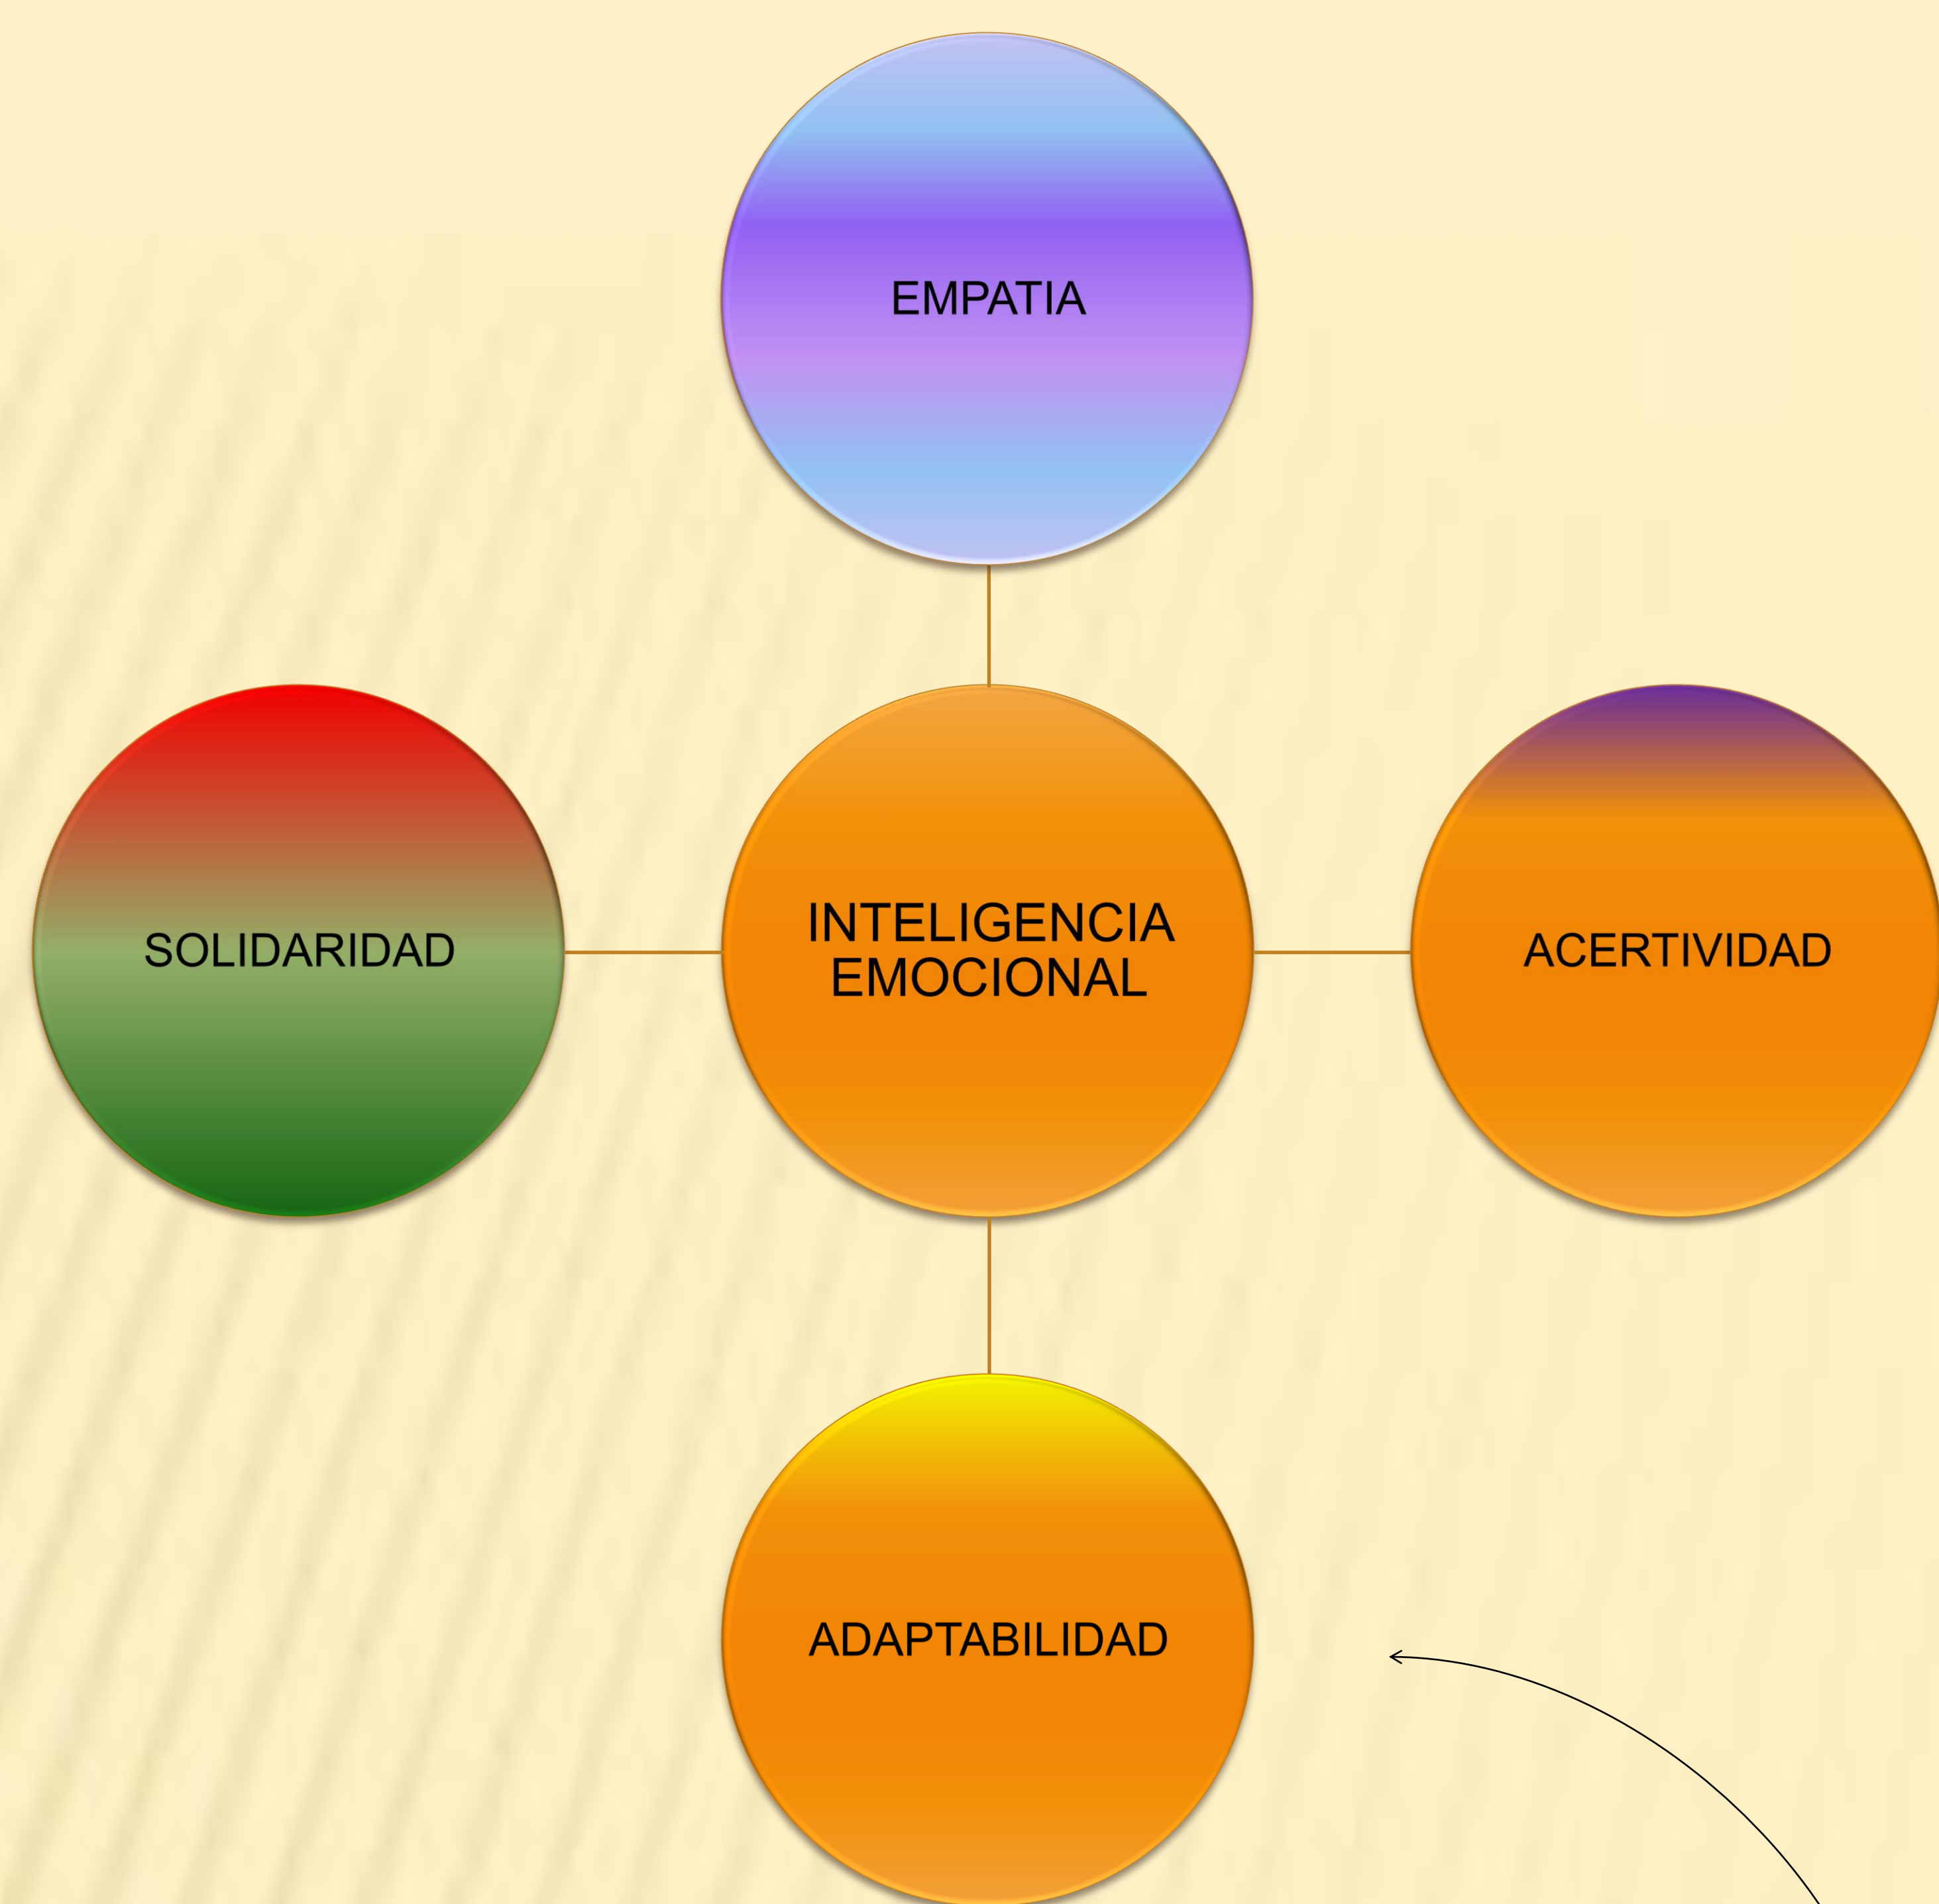 EMPATIA
SOLIDARIDAD
INTELIGENCIA
EMOCIONAL
ACERTIVIDAD
ADAPTABILIDAD